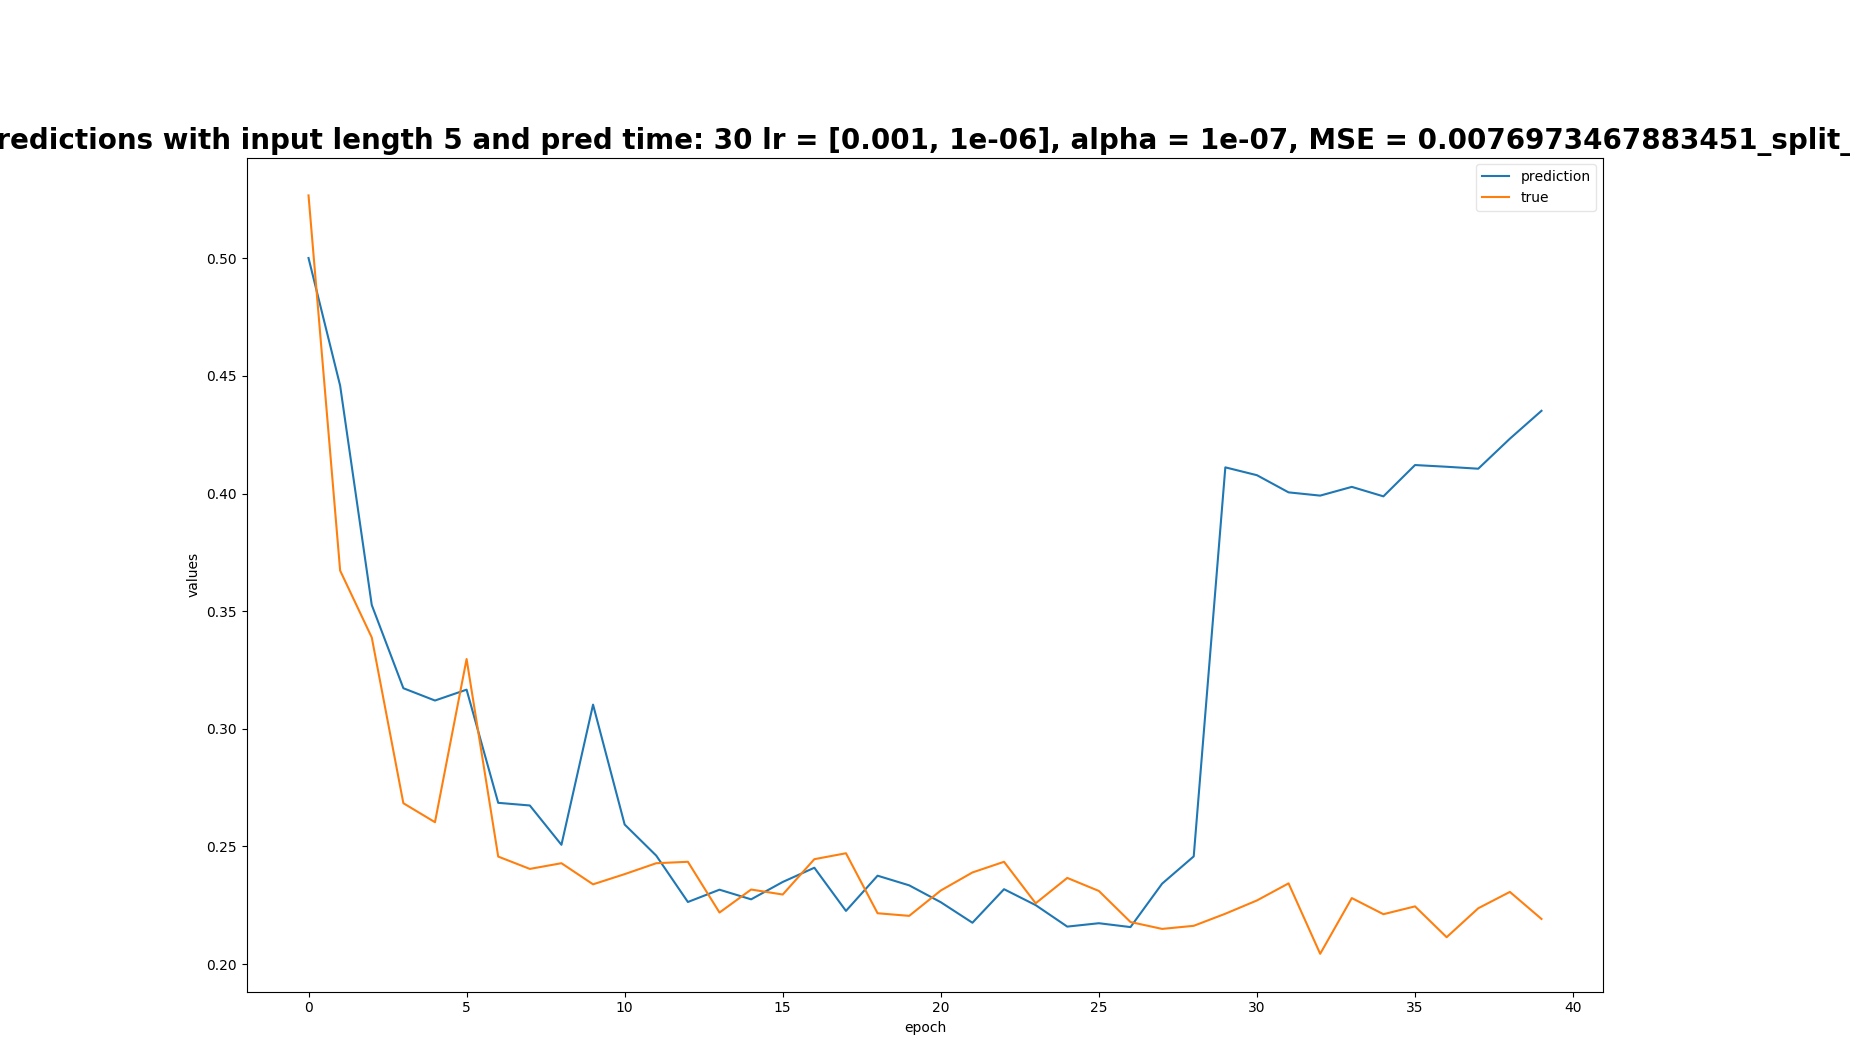 redictions with input length 5 and pred time: 30 lr = [0.001, 1e-06], alpha = 1e-07, MSE = 0.0076973467883451_split_
prediction
true
0.50
0.45
0.40
0.35
0.30
0.25
0.20
values
0 5 10 15 20 25 30 35 40
epoch